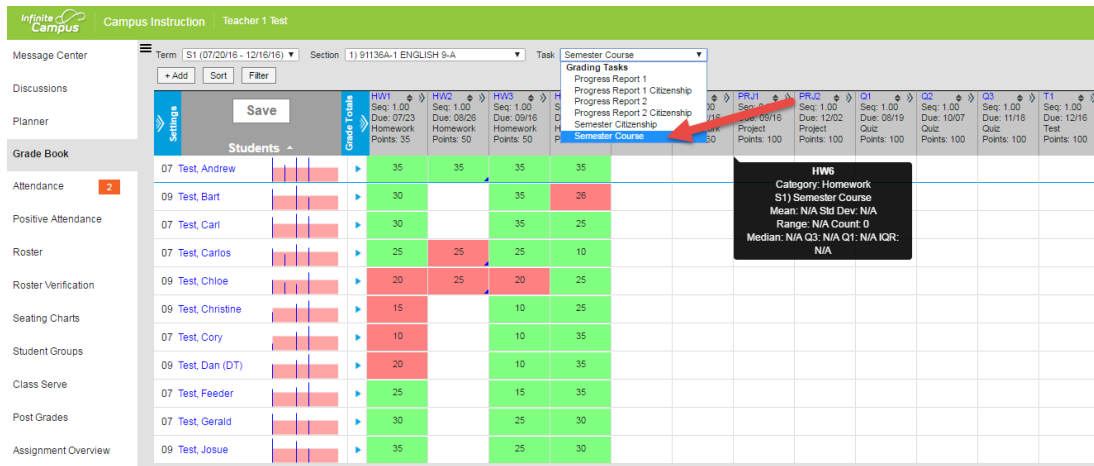 Infinite Campus
Campus Instruction Teacher 1 Test
Message Center
Discussions
Planner
Grade Book
Attendance 2
Positive Attendance
Roster
Roster Verification
Seating Charts
Student Groups
Class Serve
Post Grades
Assignment Overview
Term S1 (07/20/16 - 12/16/16) Section 1) 91136A-1 ENGLISH 9-A Task Semester Course
+ Add Sort Filter
Grading Tasks
Progress Report 1
Progress Report 1 Citizenship
Progress Report 2
Progress Report 2 Citizenship
Semester Citizenship
Semester Course
Settings
Save
Students
Grade Totals
HW1
Seq: 1.00
Due: 07/23
Homework
Points: 35
HW2
Seq: 1.00
Due: 08/26
Homework
Points: 50
HW3
Seq: 1.00
Due: 09/16
Homework
Points: 50
PRJ1
Due: 09/16
Project
Points: 100
PRJ2
Seq: 1.00
Due: 12/02
Project
Points: 100
Q1
Seq: 1.00
Due: 08/19
Quiz
Points: 100
Q2
Seq: 1.00
Due: 10/07
Quiz
Points: 100
Q3
Seq: 1.00
Due: 11/18
Quiz
Points: 100
T1
Seq: 1.00
Due: 12/16
Test
Points: 100
07 Test, Andrew 35 35 35 35
09 Test, Bart 30 35 26
07 Test, Carl 30 35 25
07 Test, Carlos 25 25 25 10
09 Test, Chloe 20 25 20 25
09 Test, Christine 15 10 25
07 Test, Cory 10 10 35
09 Test, Dan (DT) 20 10 35
07 Test, Feeder 25 15 35
07 Test, Gerald 30 25 30
09 Test, Josue 35 25 30
HW6
Category: Homework
S1) Semester Course
Mean: N/A Std Dev: N/A
Range: N/A Count: 0
Median: N/A Q3: N/A Q1: N/A IQR:
N/A